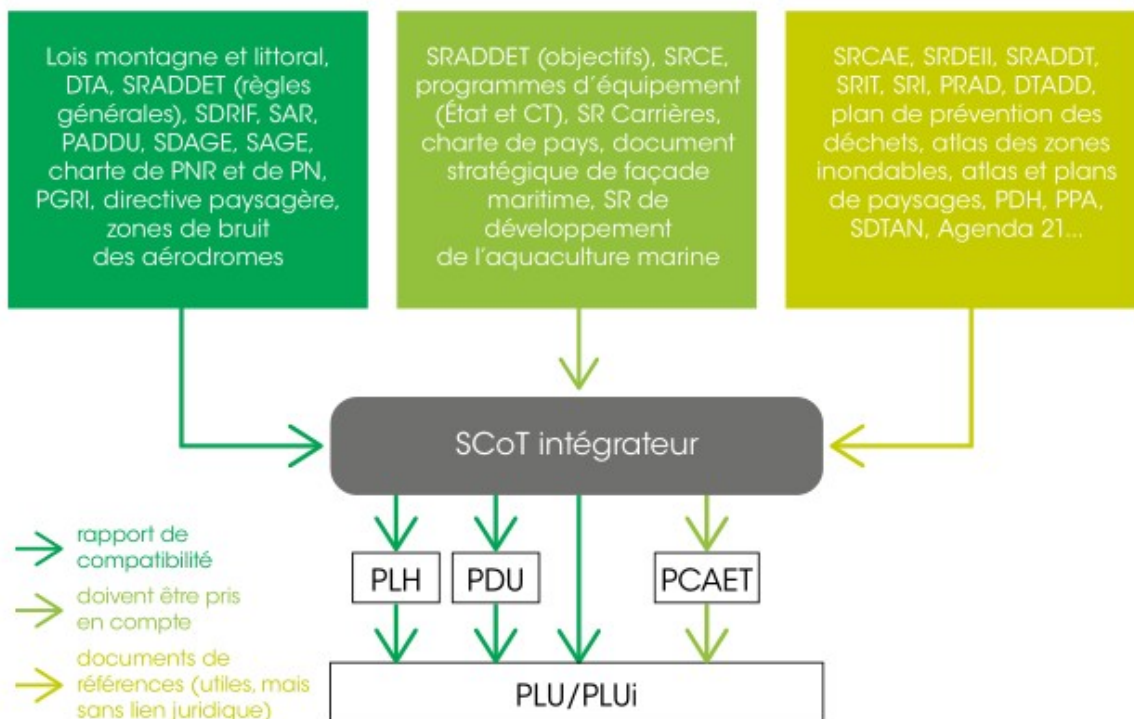 Lois montagne et littoral,
DTA, SRADDET (règles
générales), SDRIF, SAR,
PADDU, SDAGE, SAGE,
charte de PNR et de PN,
PGRI, directive paysagère,
zones de bruit
des aérodromes
SRADDET (objectifs), SRCE,
programmes d'équipement
(État et CT), SR Carrières,
charte de pays, document
stratégique de façade
maritime, SR de
développement
de l'aquaculture marine
SRCAE, SRDEII, SRADDT,
SRIT, SRI, PRAD, DTADD,
plan de prévention des
déchets, atlas des zones
inondables, atlas et plans
de paysages, PDH, PPA,
SDTAN, Agenda 21...
SCoT intégrateur
rapport de
compatibilité
doivent être pris
en compte
documents de
références (utiles, mais
sans lien juridique)
PLH
PDU
PCAET
PLU/PLUi